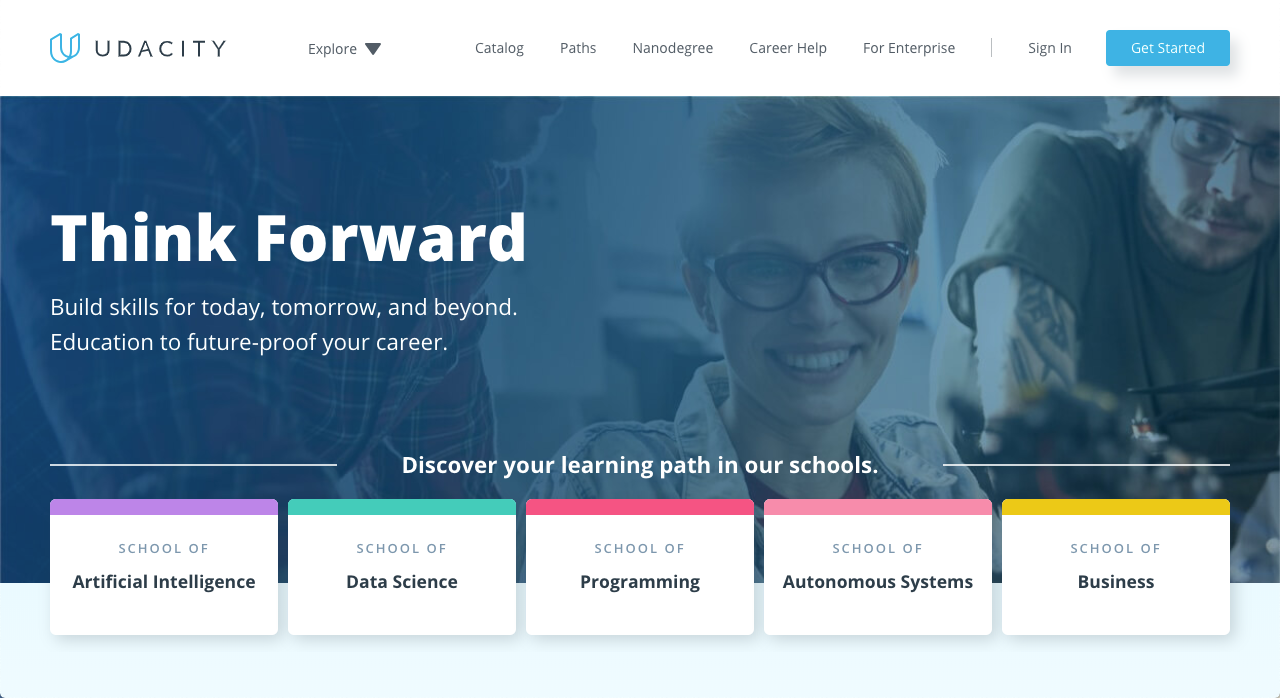 UDACITY
Explore
Catalog
Paths
Nanodegree
Career Help
For Enterprise
Sign In
Get Started
Think Forward
Build skills for today, tomorrow, and beyond.
Education to future-proof your career.
Discover your learning path in our schools.
SCHOOL OF
Artificial Intelligence
SCHOOL OF
Data Science
SCHOOL OF
Programming
SCHOOL OF
Autonomous Systems
SCHOOL OF
Business